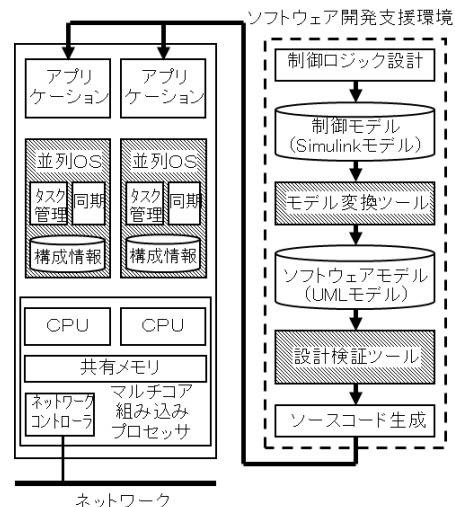 ソフトウェア開発支援環境
アプリ
ケーション
アプリ
ケーション
並列OS
並列OS
タスク
管理
同期
タスク
管理
同期
構成情報
構成情報
CPU
CPU
共有メモリ
ネットワーク
コントローラ
マルチコア
組み込み
プロセッサ
ネットワーク
制御ロジック設計
制御モデル
(Simulinkモデル)
モデル変換ツール
ソフトウェアモデル
(UMLモデル)
設計検証ツール
ソースコード生成